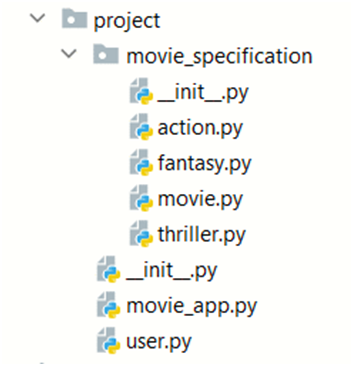 project
movie_specification
__init__.py
action.py
fantasy.py
movie.py
thriller.py
__init__.py
movie_app.py
user.py